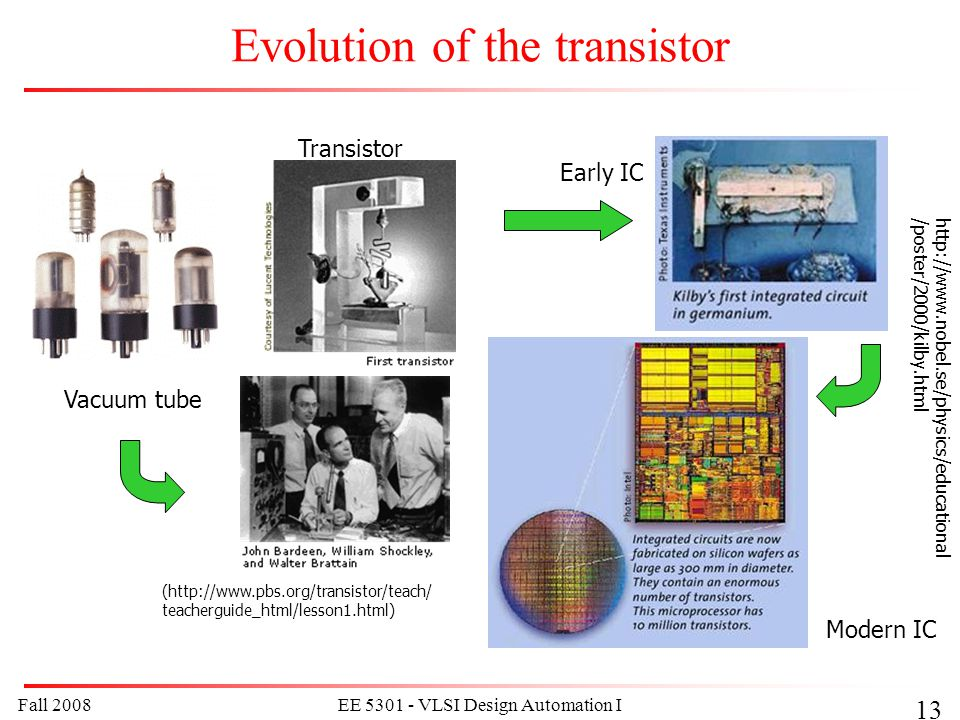 Evolution of the transistor
Transistor
Courtesy of Lucent Technologies
First transistor
Vacuum tube
John Bardeen, William Shockley,
and Walter Brattain
(http://www.pbs.org/transistor/teach/
teacherguide_html/lesson1.html)
Early IC
Photo: Texas Instruments
Kilby's first integrated circuit
in germanium.
http://www.nobel.se/physics/educational
/poster/2000/kilby.html
Photo: Intel
Integrated circuits are now
fabricated on silicon wafers as
large as 300 mm in diameter.
They contain an enormous
number of transistors.
This microprocessor has
10 million transistors.
Modern IC
Fall 2008
EE 5301 - VLSI Design Automation I
13